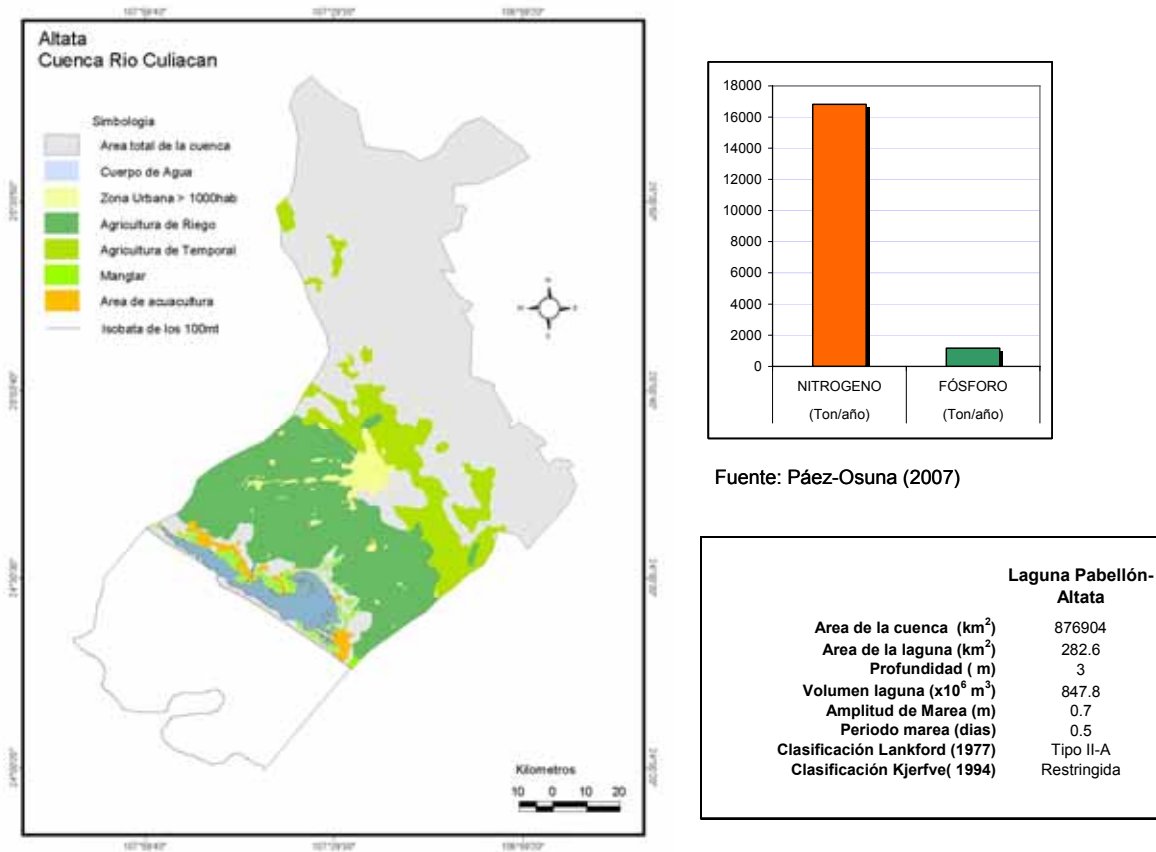 Altata
Cuenca Rio Culiacan
Simbologia
Area total de la cuenca
Cuerpo de Agua
Zona Urbana > 1000hab
Agricultura de Riego
Agricultura de Temporal
Manglar
Area de acuacultura
Isobata de los 100mt
Kilometros
10 0 10 20
18000
16000
14000
12000
10000
8000
6000
4000
2000
0
NITROGENO FÓSFORO
(Ton/año) (Ton/año)
Fuente: Páez-Osuna (2007)
Laguna Pabellón-
Altata
Area de la cuenca (km²) 876904
Area de la laguna (km²) 282.6
Profundidad ( m) 3
Volumen laguna (x10⁶ m³) 847.8
Amplitud de Marea (m) 0.7
Periodo marea (dias) 0.5
Clasificación Lankford (1977) Tipo II-A
Clasificación Kjerfve( 1994) Restringida